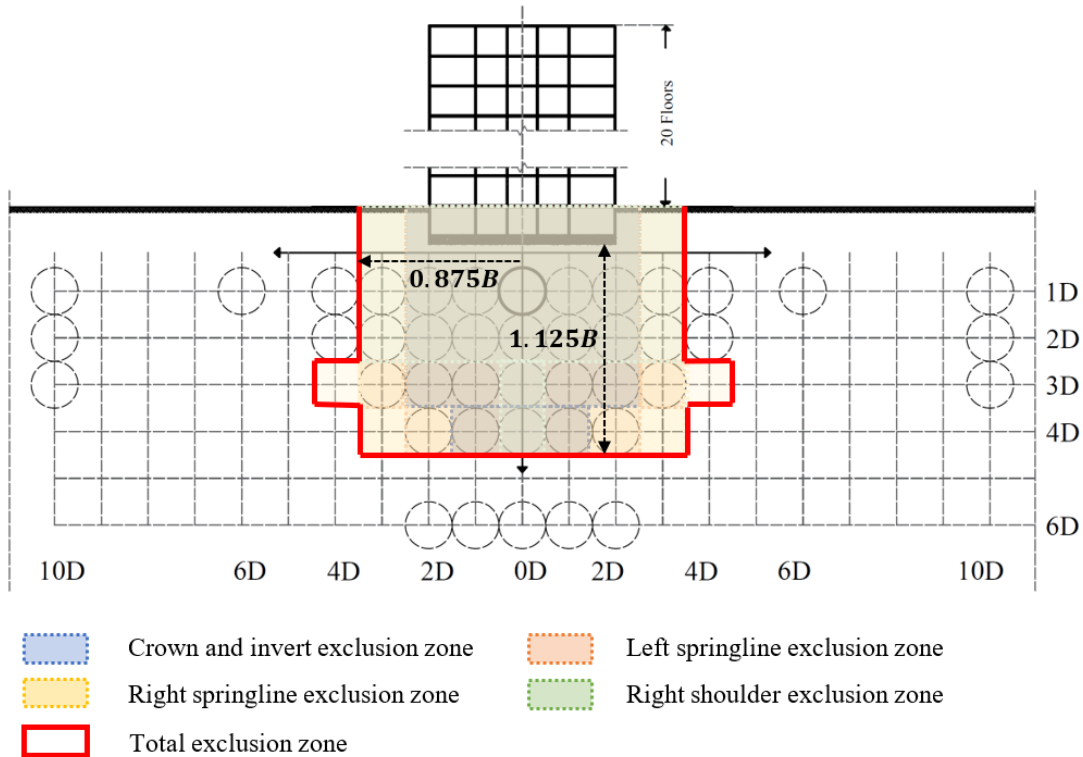 20 Floors
0.875B
1.125B
1D
2D
3D
4D
6D
10D 6D 4D 2D 0D 2D 4D 6D 10D
Crown and invert exclusion zone
Left springline exclusion zone
Right springline exclusion zone
Right shoulder exclusion zone
Total exclusion zone